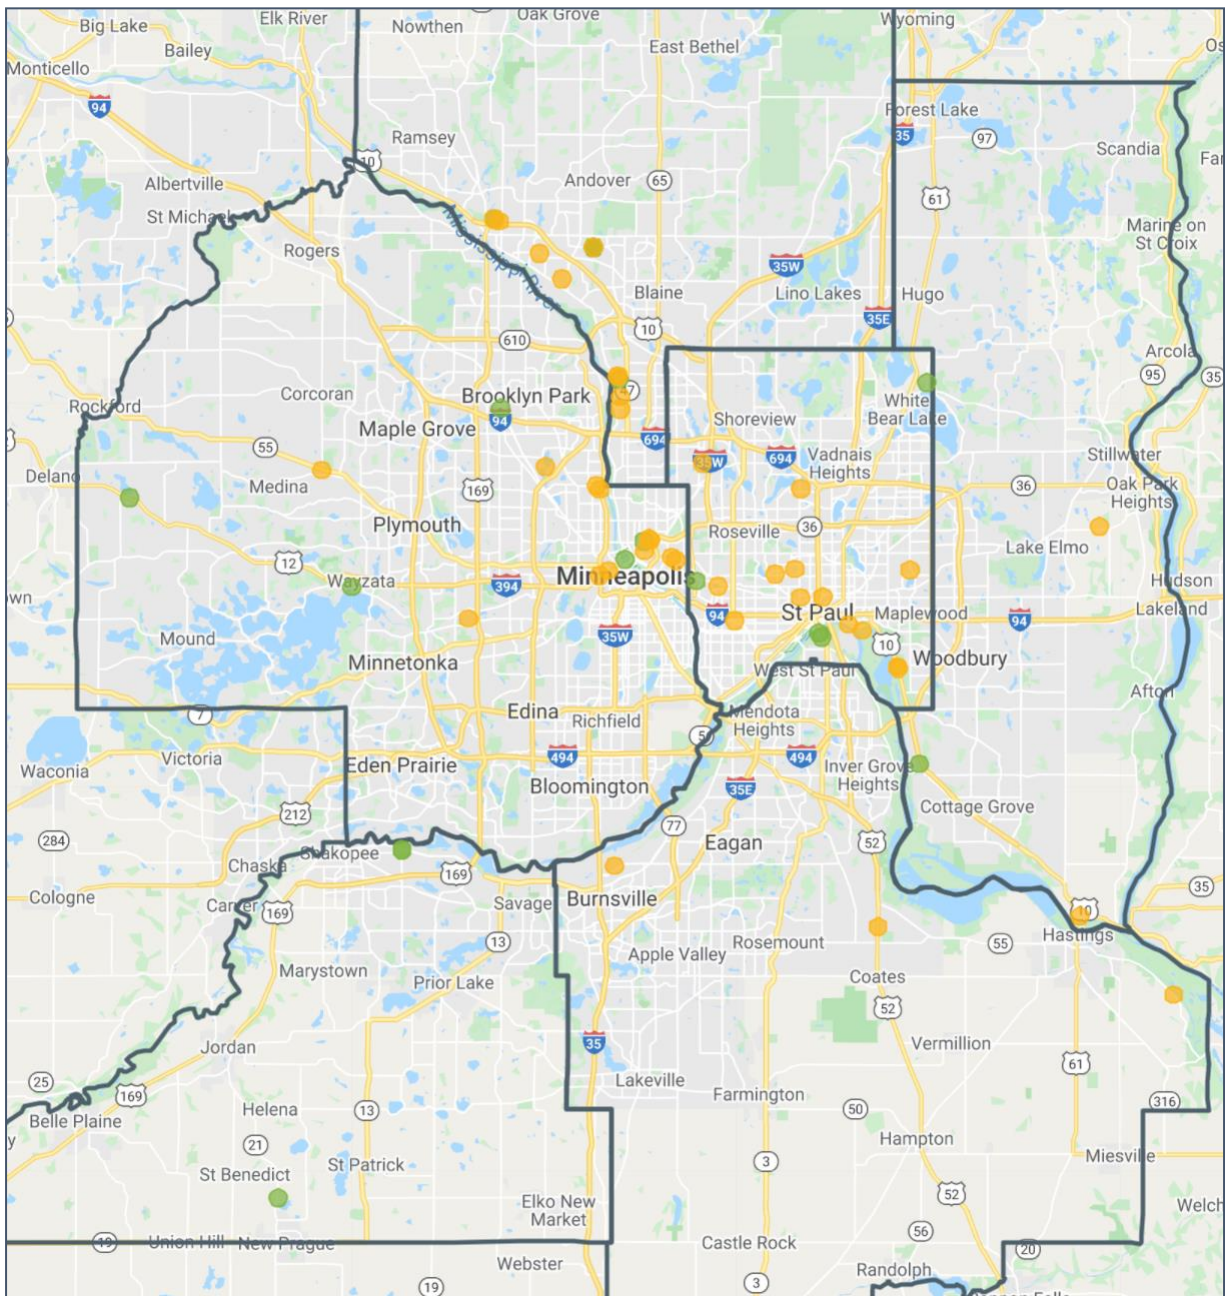 Big Lake
Elk River
Nowthen
Oak Grove
Wyoming
Bailey
East Bethel
Monticello
94
Forest Lake
35
97
Ramsey
10
Scandia
Albertville
Andover
65
61
St Michael
Mississippi River
Marine on
St Croix
Rogers
35W
Blaine
Lino Lakes
Hugo
35E
10
610
Arcola
95
35
Corcoran
Brooklyn Park
47
Rockford
94
White
Bear Lake
Maple Grove
Shoreview
694
55
35W
694
Vadnais
Heights
Stillwater
Delano
Medina
169
36
Oak Park
Heights
Plymouth
Roseville
36
Lake Elmo
12
Wayzata
394
Minneapolis
Hudson
94
St Paul
Maplewood
94
Lakeland
Mound
35W
10
Minnetonka
West St Paul
Woodbury
Afton
7
Edina
Richfield
Mendota
Heights
Victoria
Waconia
Eden Prairie
494
494
Inver Grove
Heights
Bloomington
35E
Cottage Grove
212
77
284
Eagan
52
Chaska
Shakopee
169
35
Cologne
Carver
169
Savage
Burnsville
10
13
Rosemount
55
Hastings
Apple Valley
Marystown
Prior Lake
Coates
52
Jordan
35
Vermillion
25
169
Lakeville
61
Farmington
316
Belle Plaine
Helena
13
50
21
Hampton
St Benedict
St Patrick
3
Miesville
52
Elko New
Market
Welch
19
Union Hill
New Prague
56
Castle Rock
20
Webster
Randolph
19
3